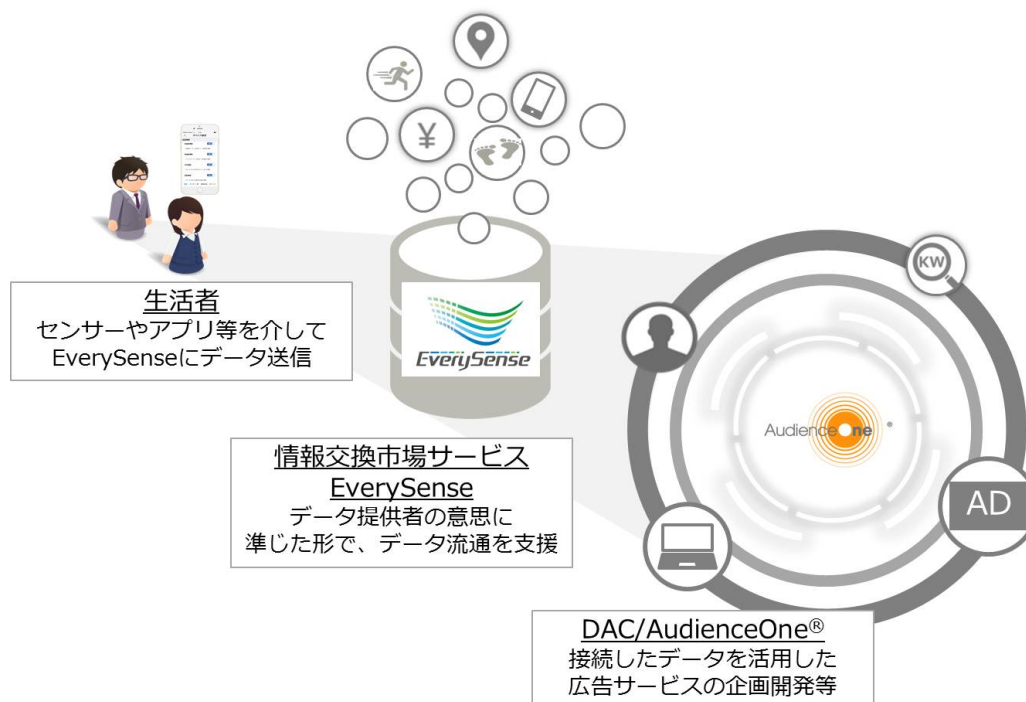 ¥
KW
生活者
センサーやアプリ等を介して
EverySenseにデータ送信
EverySense
AudienceOne®
AD
情報交換市場サービス
EverySense
データ提供者の意思に
準じた形で、データ流通を支援
DAC/AudienceOne®
接続したデータを活用した
広告サービスの企画開発等